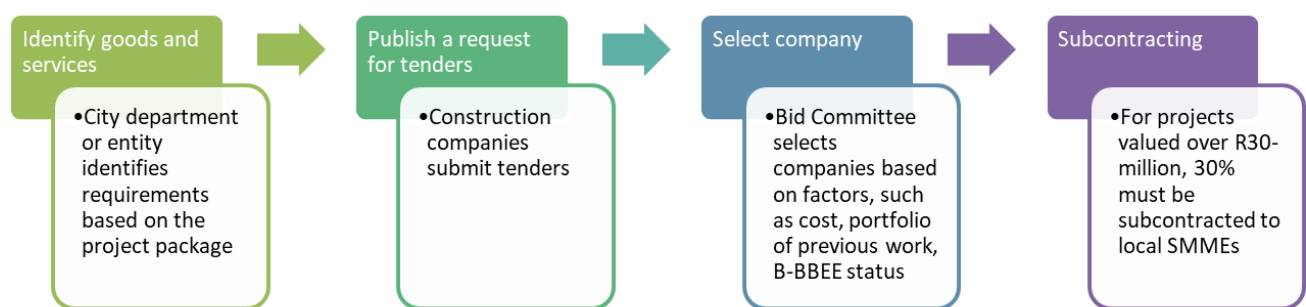 Identify goods and
services
•City department
or entity
identifies
requirements
based on the
project package
Publish a request
for tenders
•Construction
companies
submit tenders
Select company
•Bid Committee
selects
companies based
on factors, such
as cost, portfolio
of previous work,
B-BBEE status
Subcontracting
•For projects
valued over R30-
million, 30%
must be
subcontracted to
local SMMEs